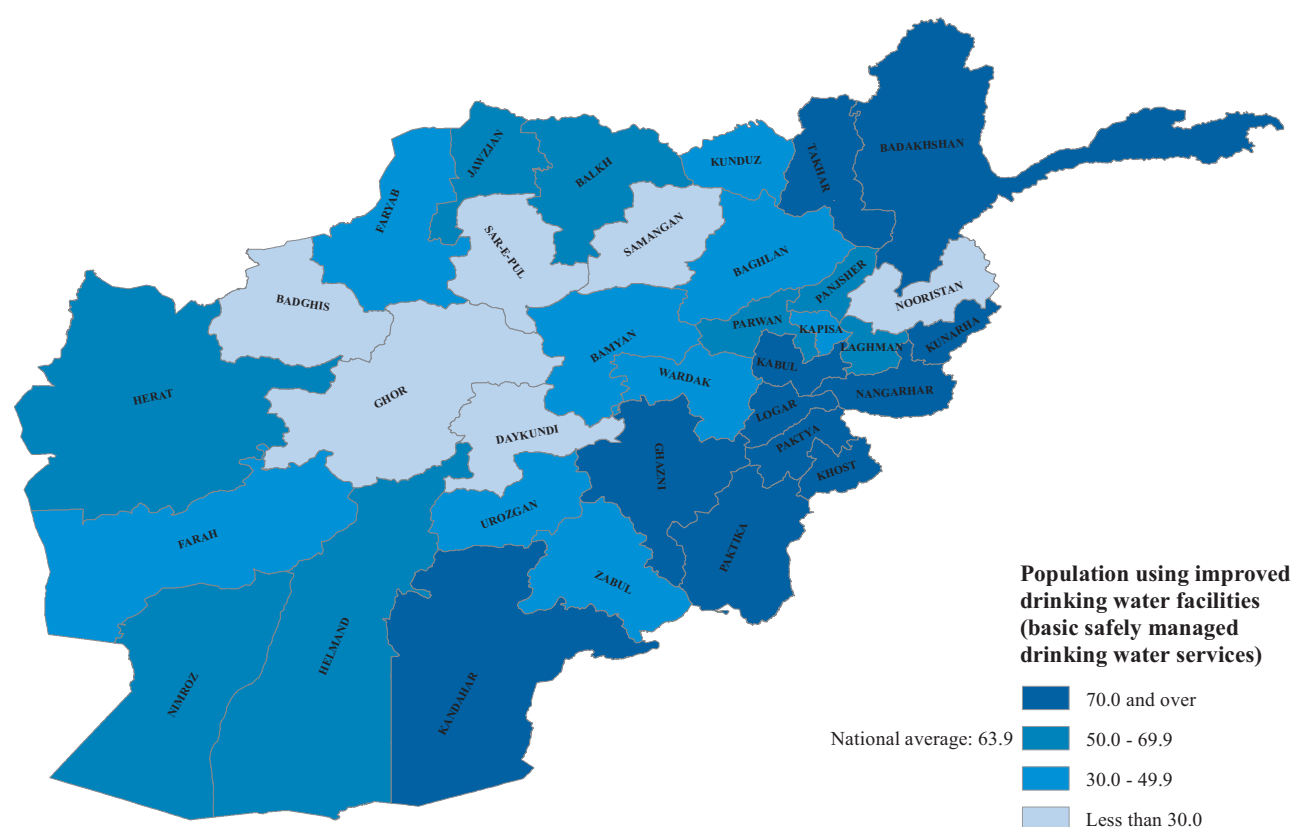 BADAKHSHAN
TAKHAR
KUNDUZ
JAWZJAN
BALKH
FARYAB
SAR-E-PUL
SAMANGAN
BAGHLAN
PANJSHER
NOORISTAN
BADGHIS
PARWAN
KAPISA
LAGHMAN
KUNARHA
BAMYAN
KABUL
WARDAK
NANGARHAR
HERAT
GHOR
LOGAR
DAYKUNDI
PAKTYA
GHAZNI
KHOST
UROZGAN
FARAH
PAKTIKA
ZABUL
HELMAND
NIMROZ
KANDAHAR
Population using improved
drinking water facilities
(basic safely managed
drinking water services)
70.0 and over
National average: 63.9
50.0 - 69.9
30.0 - 49.9
Less than 30.0